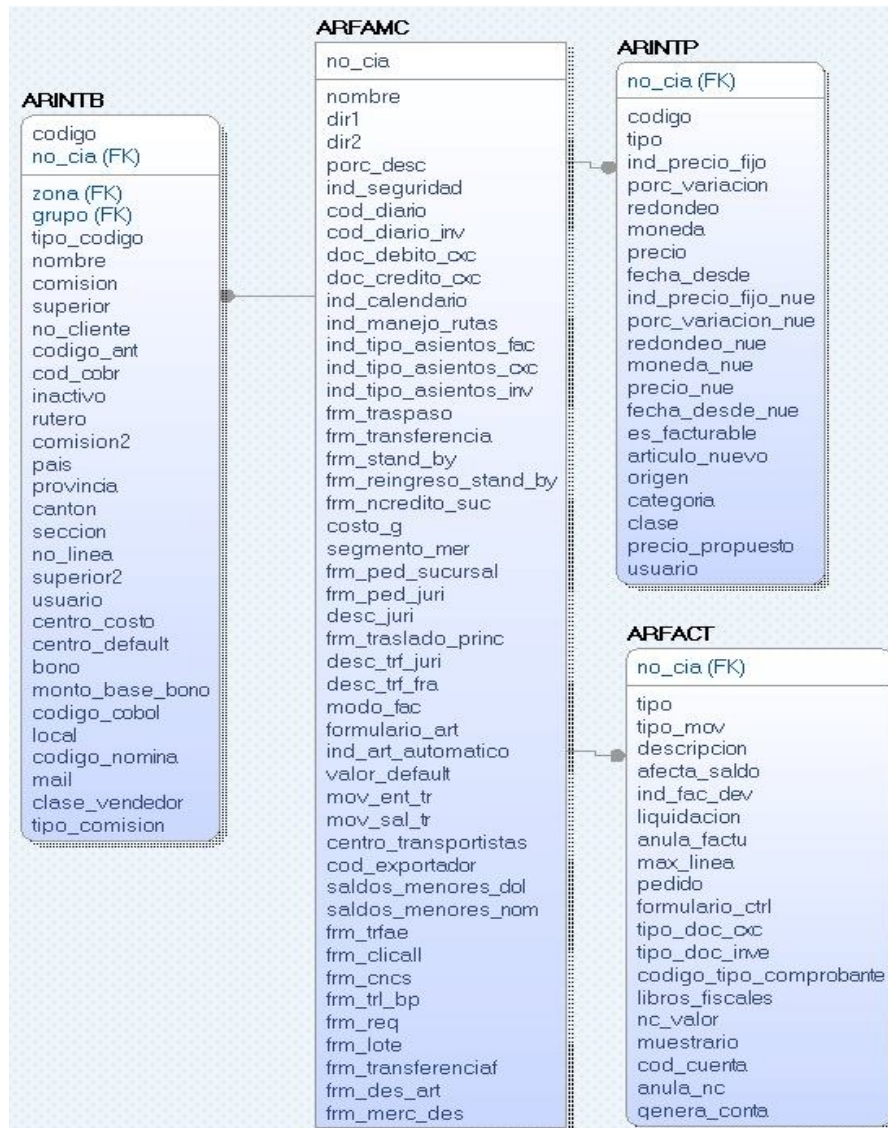 ARINTB
codigo
no_cia (FK)
zona (FK)
grupo (FK)
tipo_codigo
nombre
comision
superior
no_cliente
codigo_ant
cod_cobr
inactivo
rutero
comision2
pais
provincia
canton
seccion
no_linea
superior2
usuario
centro_costo
centro_default
bono
monto_base_bono
codigo_cobol
local
codigo_nomina
mail
clase_vendedor
tipo_comision
ARFAMC
no_cia
nombre
dir1
dir2
porc_desc
ind_seguridad
cod_diario
cod_diario_inv
doc_debito_cxc
doc_credito_cxc
ind_calendario
ind_manejo_rutas
ind_tipo_asientos_fac
ind_tipo_asientos_cxc
ind_tipo_asientos_inv
frm_traspaso
frm_transferencia
frm_stand_by
frm_reingreso_stand_by
frm_ncredito_suc
costo_g
segmento_mer
frm_ped_sucursal
frm_ped_juri
desc_juri
frm_traslado_princ
desc_trf_juri
desc_trf_fra
modo_fac
formulario_art
ind_art_automatico
valor_default
mov_ent_tr
mov_sal_tr
centro_transportistas
cod_exportador
saldos_menores_dol
saldos_menores_nom
frm_trfae
frm_clicall
frm_cncs
frm_trl_bp
frm_req
frm_lote
frm_transferenciaf
frm_des_art
frm_merc_des
ARINTP
no_cia (FK)
codigo
tipo
ind_precio_fijo
porc_variacion
redondeo
moneda
precio
fecha_desde
ind_precio_fijo_nue
porc_variacion_nue
redondeo_nue
moneda_nue
precio_nue
fecha_desde_nue
es_facturable
articulo_nuevo
origen
categoria
clase
precio_propuesto
usuario
ARFACT
no_cia (FK)
tipo
tipo_mov
descripcion
afecta_saldo
ind_fac_dev
liquidacion
anula_factu
max_linea
pedido
formulario_ctrl
tipo_doc_cxc
tipo_doc_inve
codigo_tipo_comprobante
libros_fiscales
nc_valor
muestrario
cod_cuenta
anula_nc
genera_conta